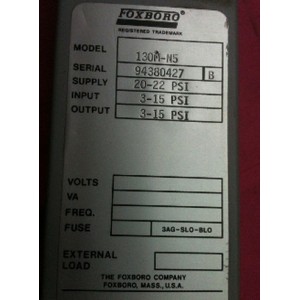 FOXBORO
REGISTERED TRADEMARK
MODEL 130M-N5
SERIAL 94380427 B
SUPPLY 20-22 PSI
INPUT 3-15 PSI
OUTPUT 3-15 PSI
VOLTS
VA
FREQ.
FUSE 3AG-SLO-BLO
EXTERNAL
LOAD
THE FOXBORO COMPANY
FOXBORO, MASS., U.S.A.